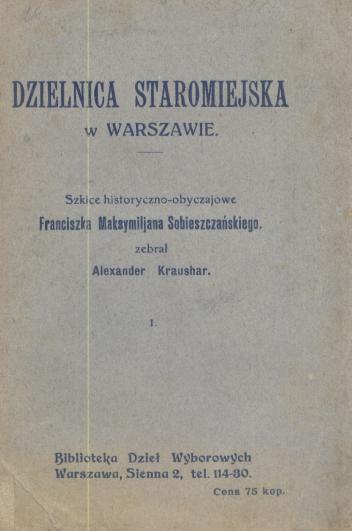 DZIELNICA STAROMIEJSKA
w WARSZAWIE.
Szkice historyczno-obyczajowe
Franciszka Maksymiljana Sobieszczańskiego.
zebrał
Alexander Kraushar.
I.
Biblioteka Dzieł Wyborowych
Warszawa, Sienna 2, tel. 114-30.
Cena 75 kop.